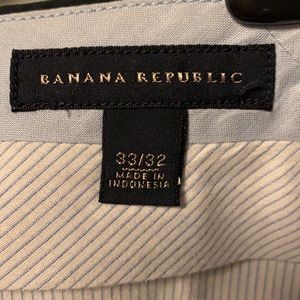 BANANA REPUBLIC
33/32
MADE IN
INDONESIA